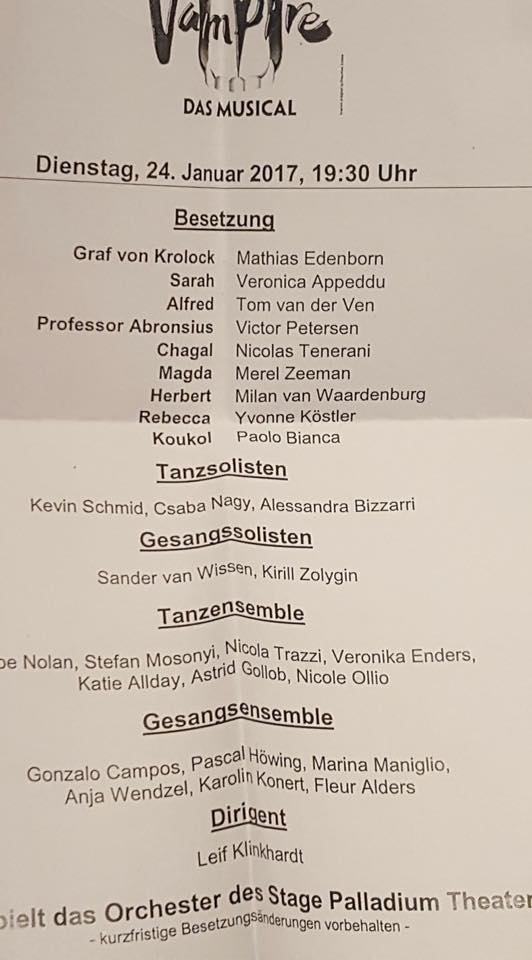 Vampire
DAS MUSICAL
Dienstag, 24. Januar 2017, 19:30 Uhr
Besetzung
Graf von Krolock Mathias Edenborn
Sarah Veronica Appeddu
Alfred Tom van der Ven
Professor Abronsius Victor Petersen
Chagal Nicolas Tenerani
Magda Merel Zeeman
Herbert Milan van Waardenburg
Rebecca Yvonne Köstler
Koukol Paolo Bianca
Tanzsolisten
Kevin Schmid, Csaba Nagy, Alessandra Bizzarri
Gesangssolisten
Sander van Wissen, Kirill Zolygin
Tanzensemble
Nolan, Stefan Mosonyi, Nicola Trazzi, Veronika Enders,
Katie Allday, Astrid Gollob, Nicole Ollio
Gesangsensemble
Gonzalo Campos, Pascal Höwing, Marina Maniglio,
Anja Wendzel, Karolin Konert, Fleur Alders
Dirigent
Leif Klinkhardt
pielt das Orchester des Stage Palladium Theater
- kurzfristige Besetzungsänderungen vorbehalten -